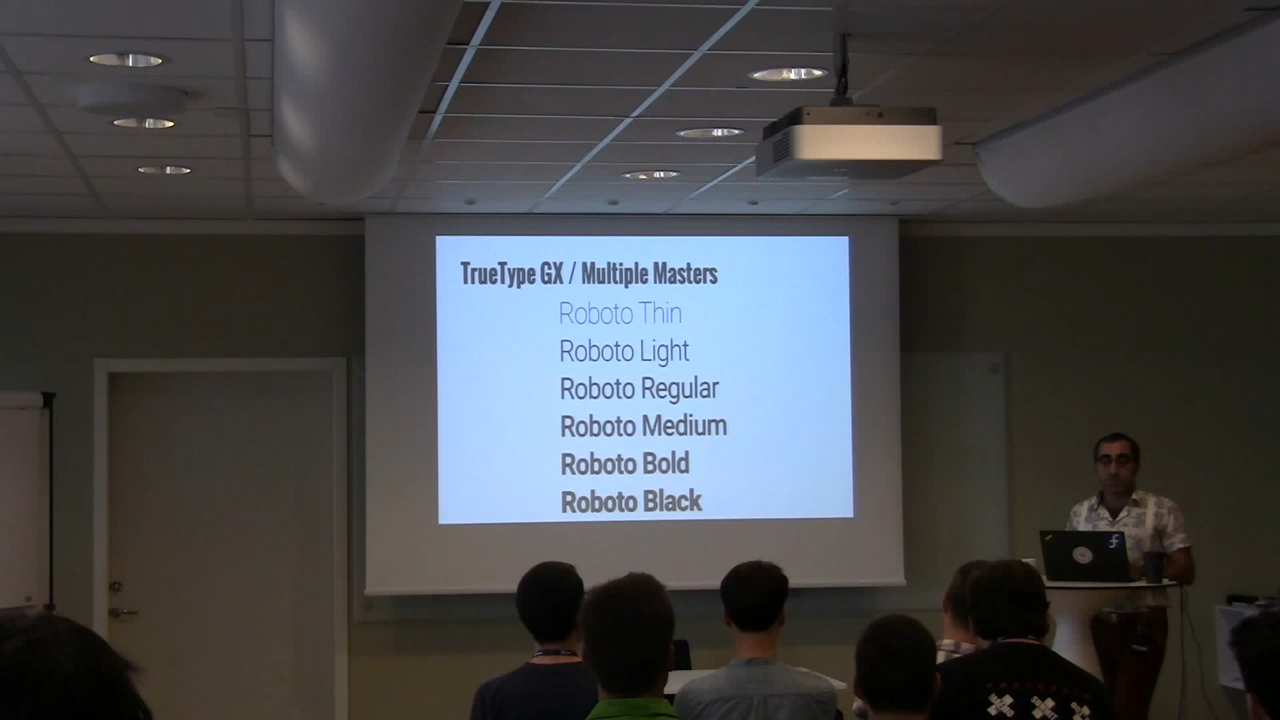 TrueType GX / Multiple Masters
Roboto Thin
Roboto Light
Roboto Regular
Roboto Medium
Roboto Bold
Roboto Black